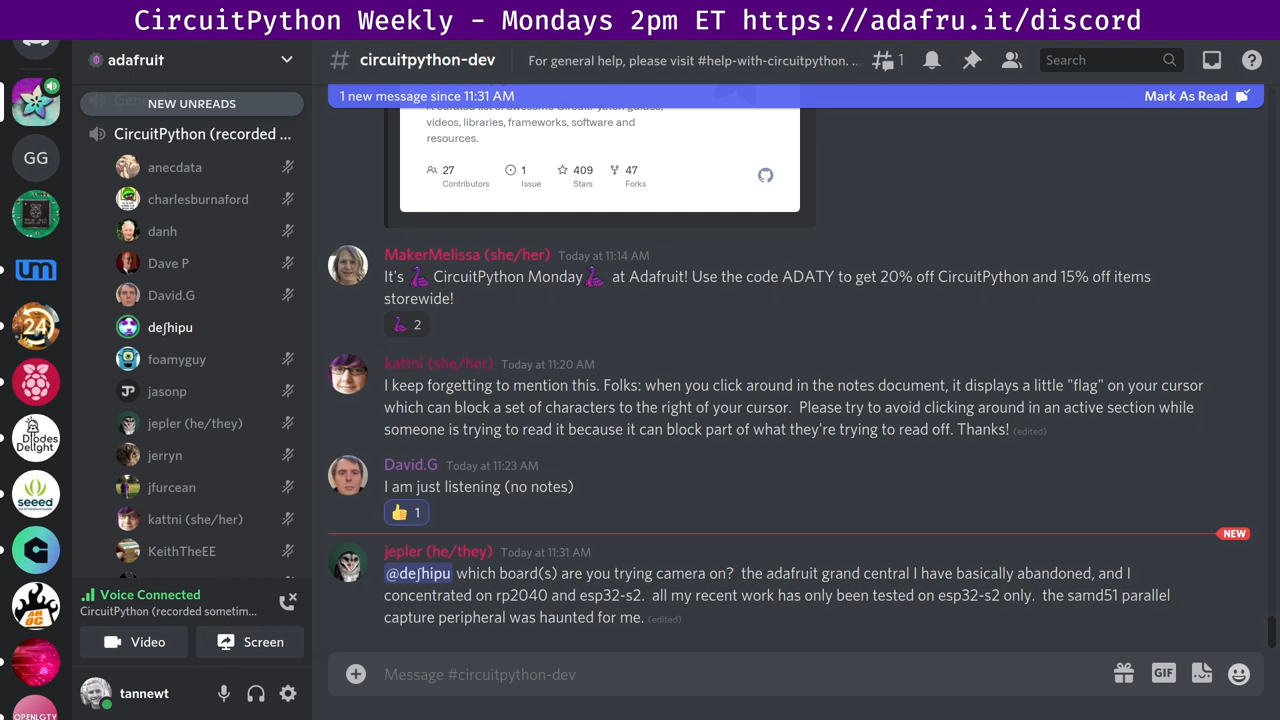 CircuitPython Weekly - Mondays 2pm ET https://adafru.it/discord
adafruit
NEW UNREADS
CircuitPython (recorded ...
anecdata
charlesburnaford
danh
Dave P
David.G
deʃhipu
foamyguy
jasonp
jepler (he/they)
jerryn
jfurcean
kattni (she/her)
KeithTheEE
Voice Connected
CircuitPython (recorded sometim...
Video
Screen
tannewt
GG
um
24
Diodes
Delight
seeed
OPENLGTV
circuitpython-dev
For general help, please visit #help-with-circuitpython. ...
1
Search
1 new message since 11:31 AM
Mark As Read
videos, libraries, frameworks, software and
resources.
27
Contributors
1
Issue
409
Stars
47
Forks
MakerMelissa (she/her) Today at 11:14 AM
It's CircuitPython Monday at Adafruit! Use the code ADATY to get 20% off CircuitPython and 15% off items
storewide!
2
kattni (she/her) Today at 11:20 AM
I keep forgetting to mention this. Folks: when you click around in the notes document, it displays a little "flag" on your cursor
which can block a set of characters to the right of your cursor. Please try to avoid clicking around in an active section while
someone is trying to read it because it can block part of what they're trying to read off. Thanks! (edited)
David.G Today at 11:23 AM
I am just listening (no notes)
1
NEW
jepler (he/they) Today at 11:31 AM
@deʃhipu which board(s) are you trying camera on? the adafruit grand central I have basically abandoned, and I
concentrated on rp2040 and esp32-s2. all my recent work has only been tested on esp32-s2 only. the samd51 parallel
capture peripheral was haunted for me. (edited)
Message #circuitpython-dev
GIF